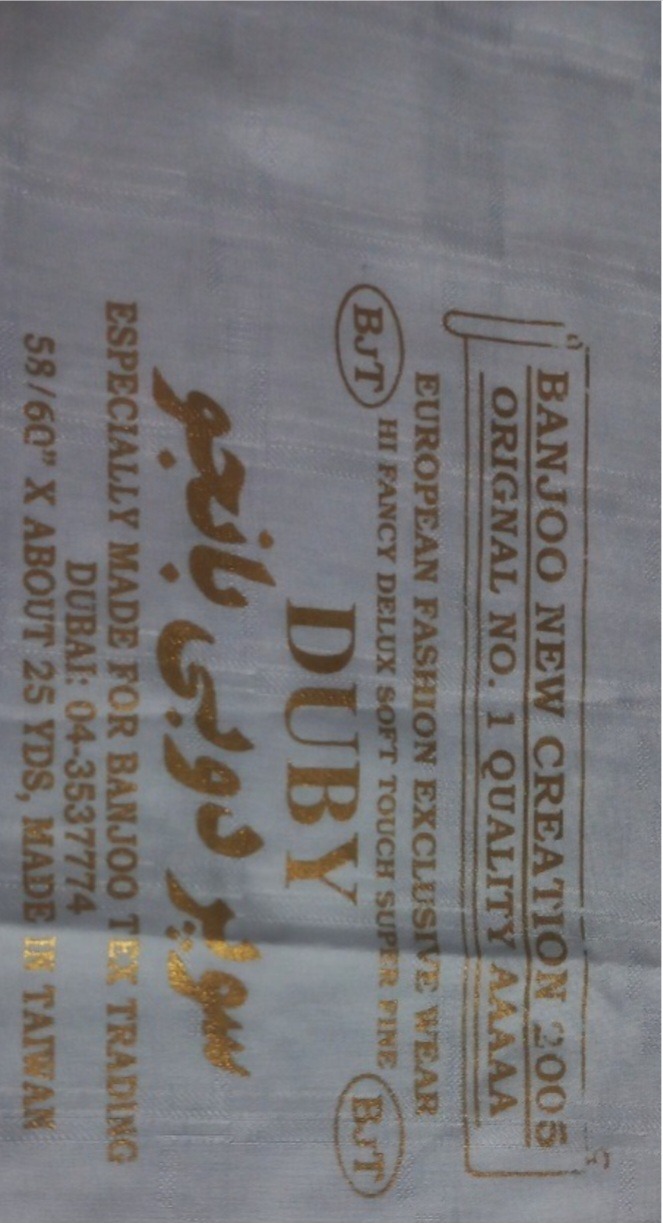 BANJOO NEW CREATION 2005
ORIGNAL NO. 1 QUALITY AAAAA
EUROPEAN FASHION EXCLUSIVE WEAR
BJT HI FANCY DELUX SOFT TOUCH SUPER FINE BJT
DUBY
سوپر دوبی بانجو
ESPECIALLY MADE FOR BANJOO TEX TRADING
DUBAI: 04-3537774
58/60" X ABOUT 25 YDS, MADE IN TAIWAN